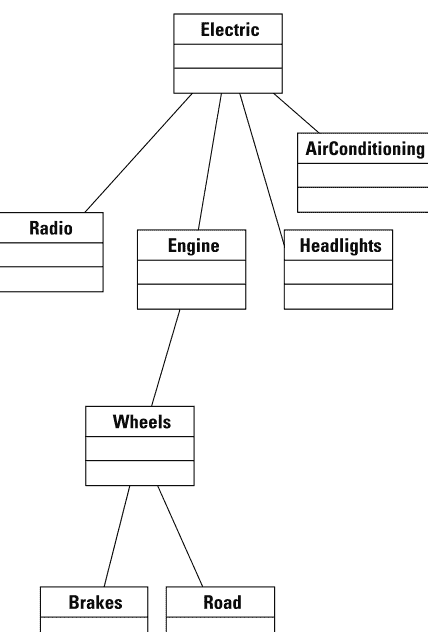 Electric
AirConditioning
Radio
Engine
Headlights
Wheels
Brakes
Road